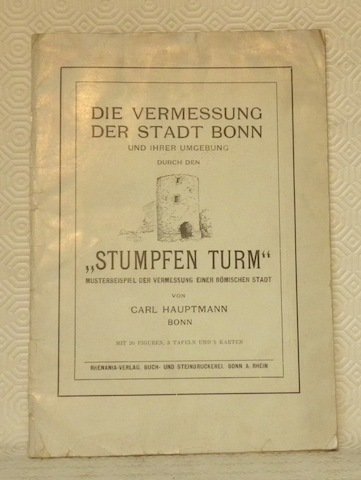 DIE VERMESSUNG
DER STADT BONN
UND IHRER UMGEBUNG
DURCH DEN
„STUMPFEN TURM“
MUSTERBEISPIEL DER VERMESSUNG EINER RÖMISCHEN STADT
VON
CARL HAUPTMANN
BONN
MIT 20 FIGUREN, 3 TAFELN UND 5 KARTEN
RHENANIA-VERLAG, BUCH- UND STEINDRUCKEREI, BONN A. RHEIN